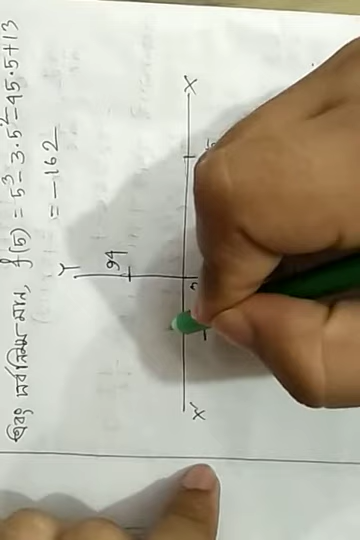 এবং সর্বনিম্ন মান, f(5) = 5³ - 3·5² - 45·5 + 13
= -162
Y
94
X
X'